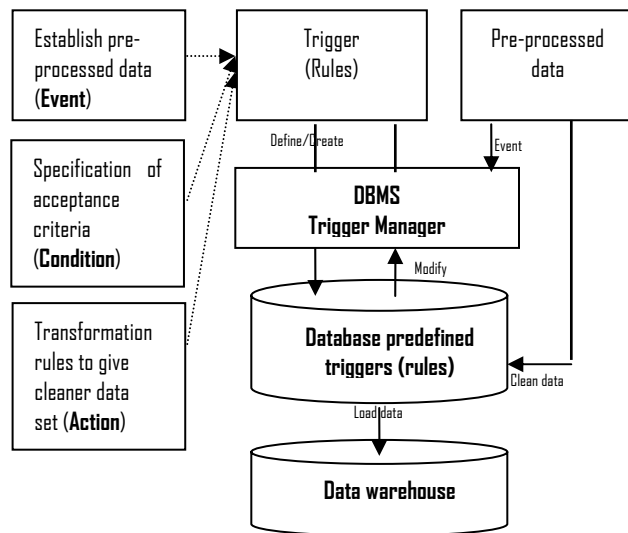 Establish pre-
processed data
(Event)
Trigger
(Rules)
Pre-processed
data
Define/Create
Event
Specification of
acceptance
criteria
(Condition)
DBMS
Trigger Manager
Modify
Transformation
rules to give
cleaner data
set (Action)
Database predefined
triggers (rules)
Clean data
Load data
Data warehouse